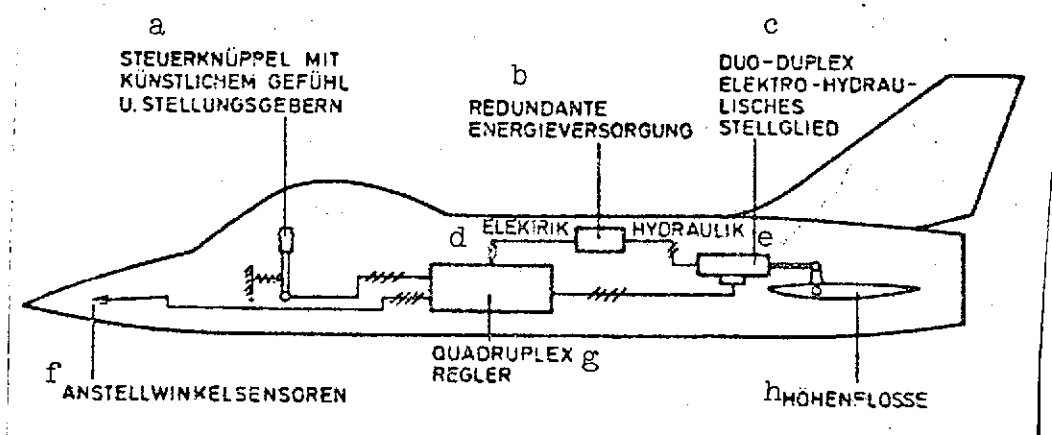 a
STEUERKNÜPPEL MIT
KÜNSTLICHEM GEFÜHL
U. STELLUNGSGEBERN
b
REDUNDANTE
ENERGIEVERSORGUNG
c
DUO-DUPLEX
ELEKTRO-HYDRAU-
LISCHES
STELLGLIED
d ELEKTRIK
HYDRAULIK e
f ANSTELLWINKELSENSOREN
QUADRUPLEX g
REGLER
h HÖHENFLOSSE